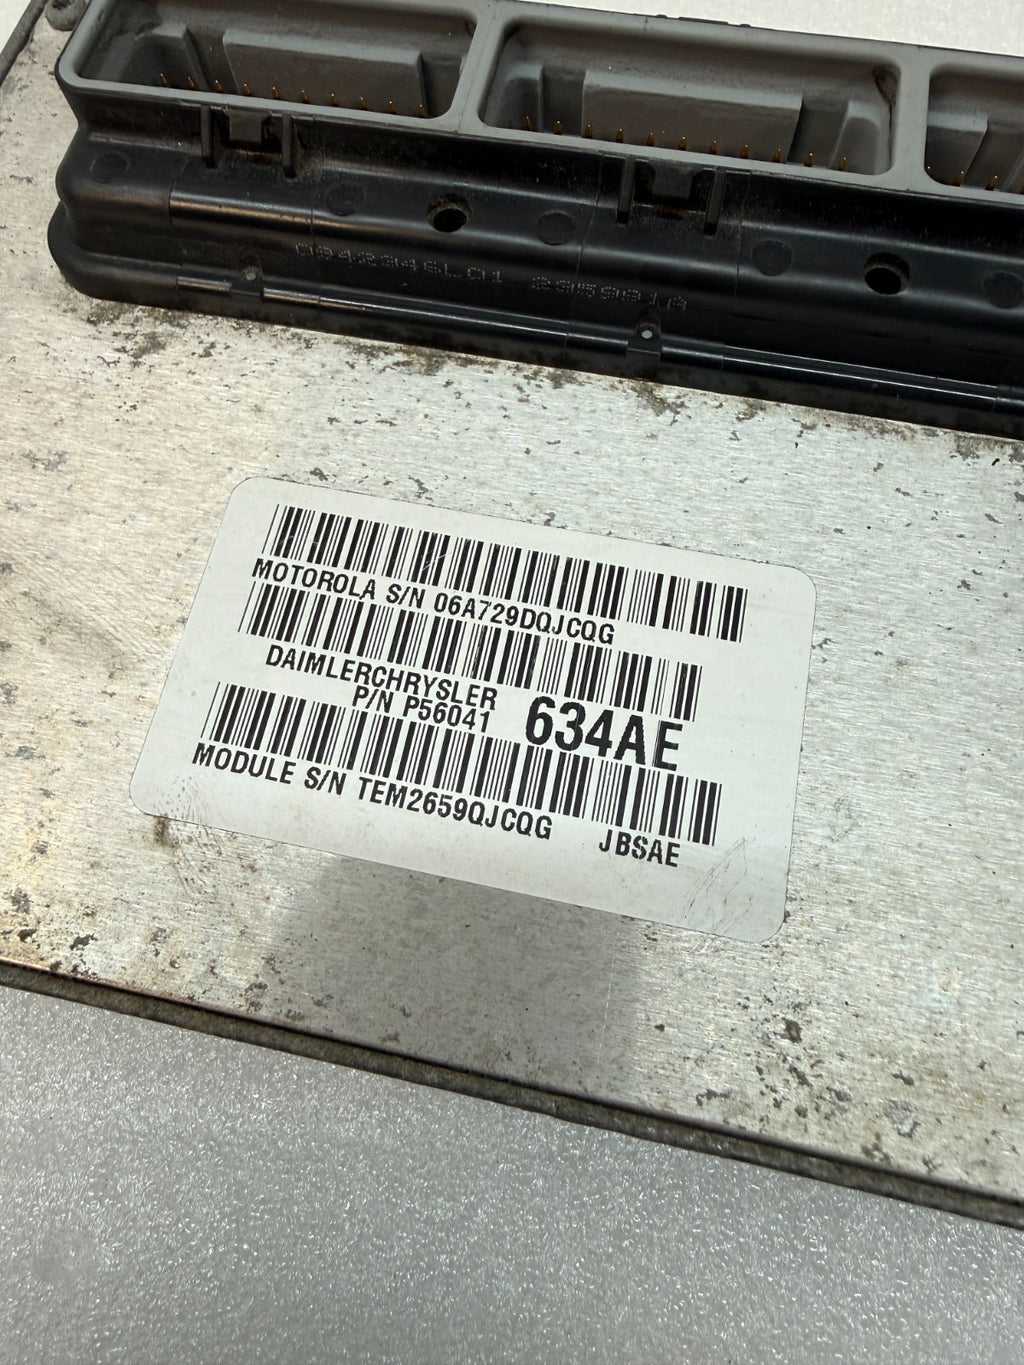 MOTOROLA S/N 06A729DQJCQG
DAIMLERCHRYSLER
P/N P56041 634AE
MODULE S/N TEM2659QJCQG JBSAE